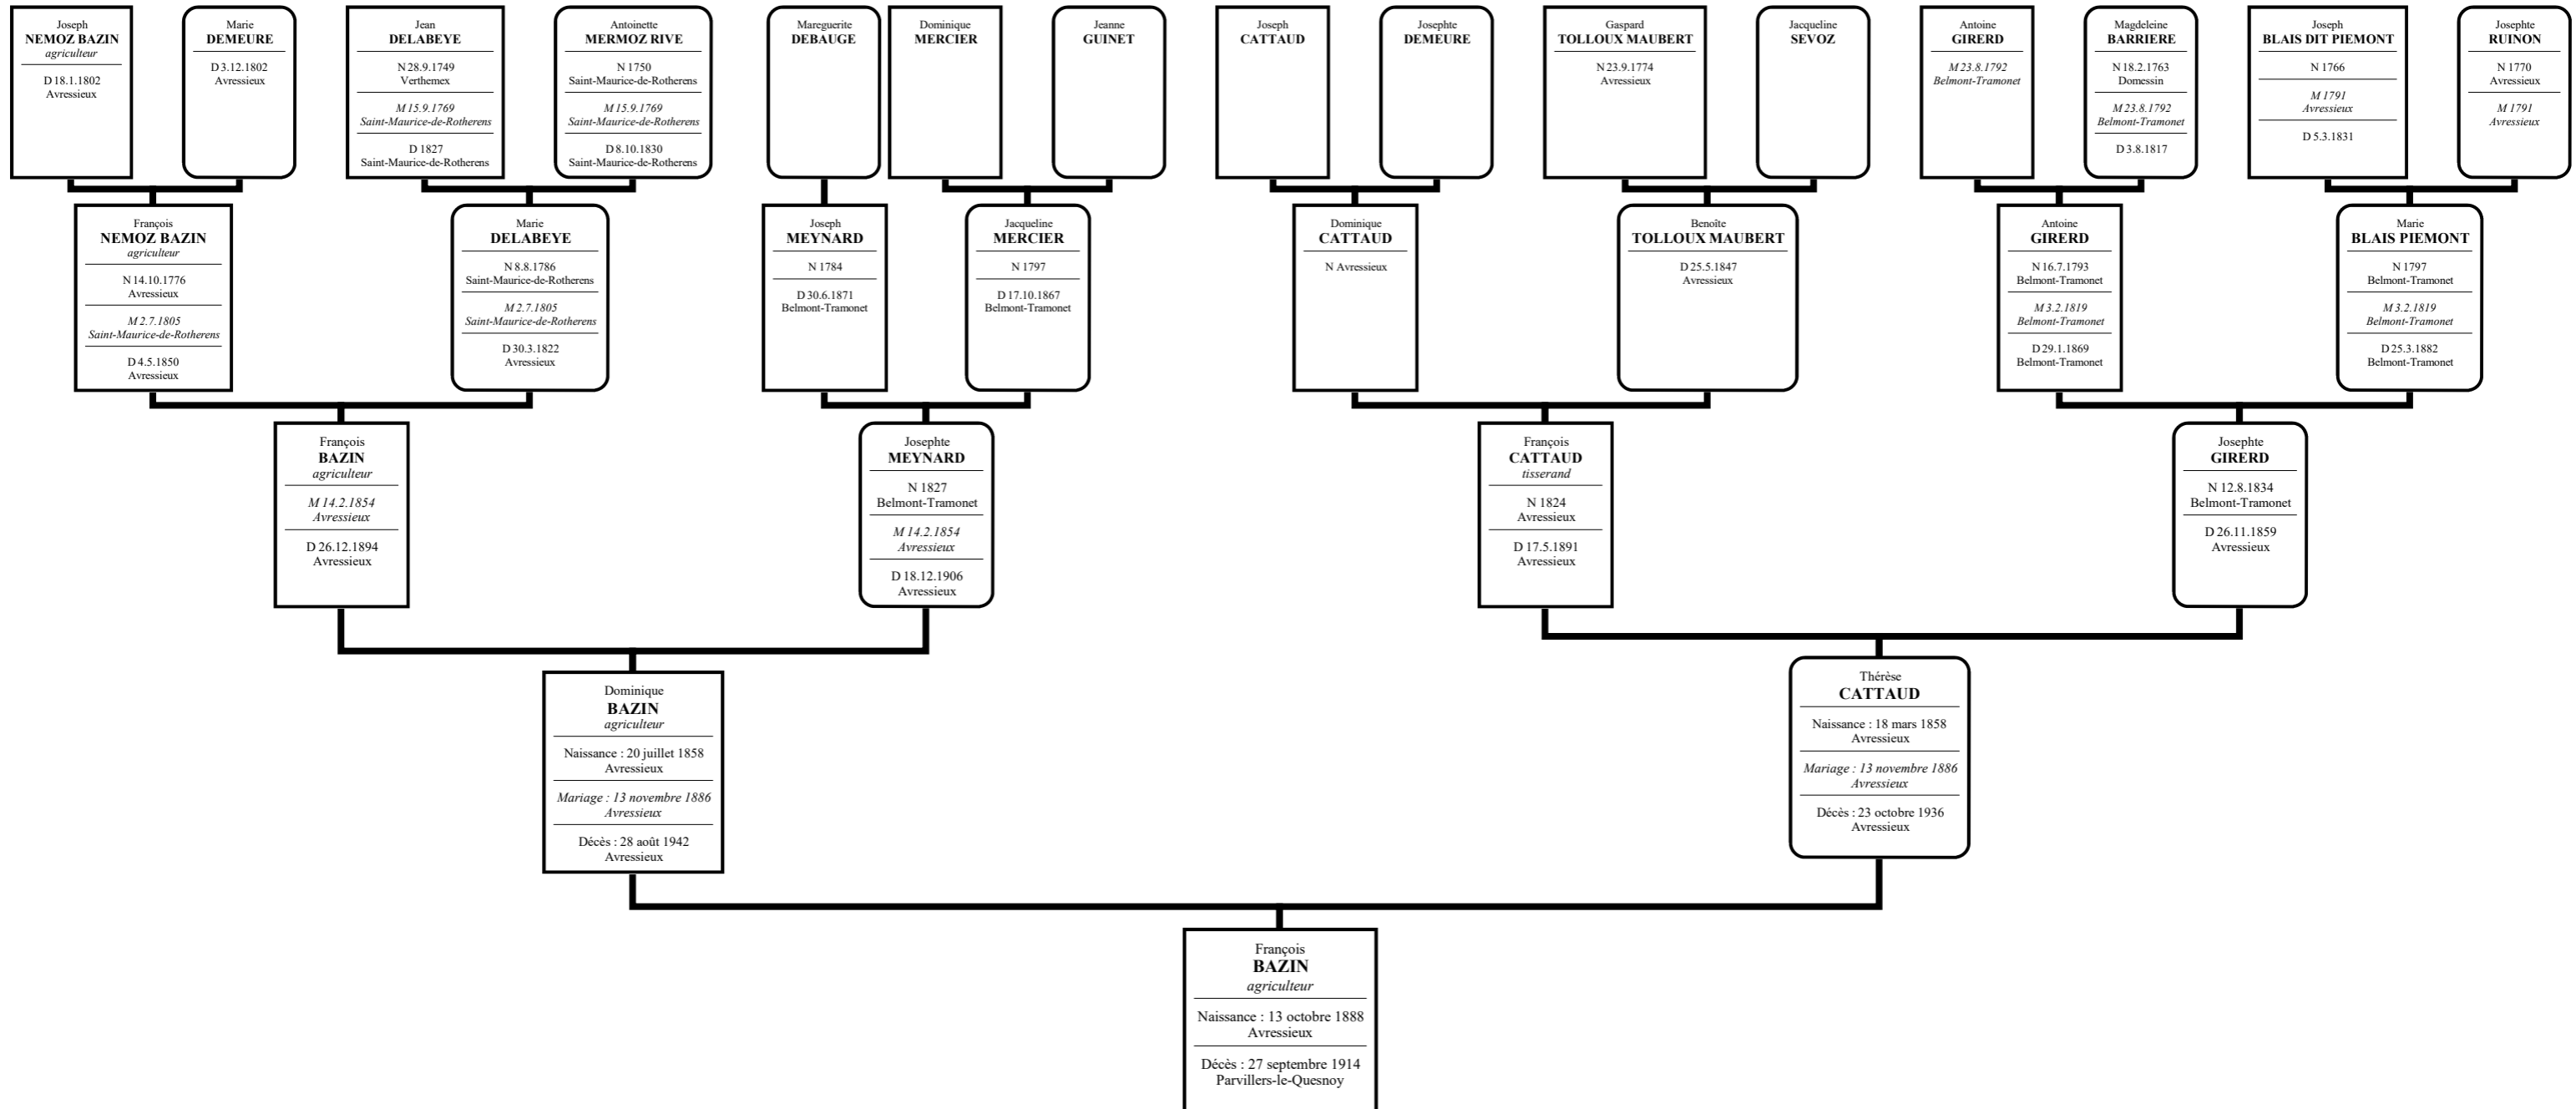 Joseph
NEMOZ BAZIN
agriculteur
D 18.1.1802
Avressieux
Marie
DEMEURE
D 3.12.1802
Avressieux
Jean
DELABEYE
N 28.9.1749
Verthemex
M 15.9.1769
Saint-Maurice-de-Rotherens
D 1827
Saint-Maurice-de-Rotherens
Antoinette
MERMOZ RIVE
N 1750
Saint-Maurice-de-Rotherens
M 15.9.1769
Saint-Maurice-de-Rotherens
D 8.10.1830
Saint-Maurice-de-Rotherens
Mareguerite
DEBAUGE
Dominique
MERCIER
Jeanne
GUINET
Joseph
CATTAUD
Josephte
DEMEURE
Gaspard
TOLLOUX MAUBERT
N 23.9.1774
Avressieux
Jacqueline
SEVOZ
Antoine
GIRERD
M 23.8.1792
Belmont-Tramonet
Magdeleine
BARRIERE
N 18.2.1763
Domessin
M 23.8.1792
Belmont-Tramonet
D 3.8.1817
Joseph
BLAIS DIT PIEMONT
N 1766
M 1791
Avressieux
D 5.3.1831
Josephte
RUINON
N 1770
Avressieux
M 1791
Avressieux
François
NEMOZ BAZIN
agriculteur
N 14.10.1776
Avressieux
M 2.7.1805
Saint-Maurice-de-Rotherens
D 4.5.1850
Avressieux
Marie
DELABEYE
N 8.8.1786
Saint-Maurice-de-Rotherens
M 2.7.1805
Saint-Maurice-de-Rotherens
D 30.3.1822
Avressieux
Joseph
MEYNARD
N 1784
D 30.6.1871
Belmont-Tramonet
Jacqueline
MERCIER
N 1797
D 17.10.1867
Belmont-Tramonet
Dominique
CATTAUD
N Avressieux
Benoîte
TOLLOUX MAUBERT
D 25.5.1847
Avressieux
Antoine
GIRERD
N 16.7.1793
Belmont-Tramonet
M 3.2.1819
Belmont-Tramonet
D 29.1.1869
Belmont-Tramonet
Marie
BLAIS PIEMONT
N 1797
Belmont-Tramonet
M 3.2.1819
Belmont-Tramonet
D 25.3.1882
Belmont-Tramonet
François
BAZIN
agriculteur
M 14.2.1854
Avressieux
D 26.12.1894
Avressieux
Josephte
MEYNARD
N 1827
Belmont-Tramonet
M 14.2.1854
Avressieux
D 18.12.1906
Avressieux
François
CATTAUD
tisserand
N 1824
Avressieux
D 17.5.1891
Avressieux
Josephte
GIRERD
N 12.8.1834
Belmont-Tramonet
D 26.11.1859
Avressieux
Dominique
BAZIN
agriculteur
Naissance : 20 juillet 1858
Avressieux
Mariage : 13 novembre 1886
Avressieux
Décès : 28 août 1942
Avressieux
Thérèse
CATTAUD
Naissance : 18 mars 1858
Avressieux
Mariage : 13 novembre 1886
Avressieux
Décès : 23 octobre 1936
Avressieux
François
BAZIN
agriculteur
Naissance : 13 octobre 1888
Avressieux
Décès : 27 septembre 1914
Parvillers-le-Quesnoy